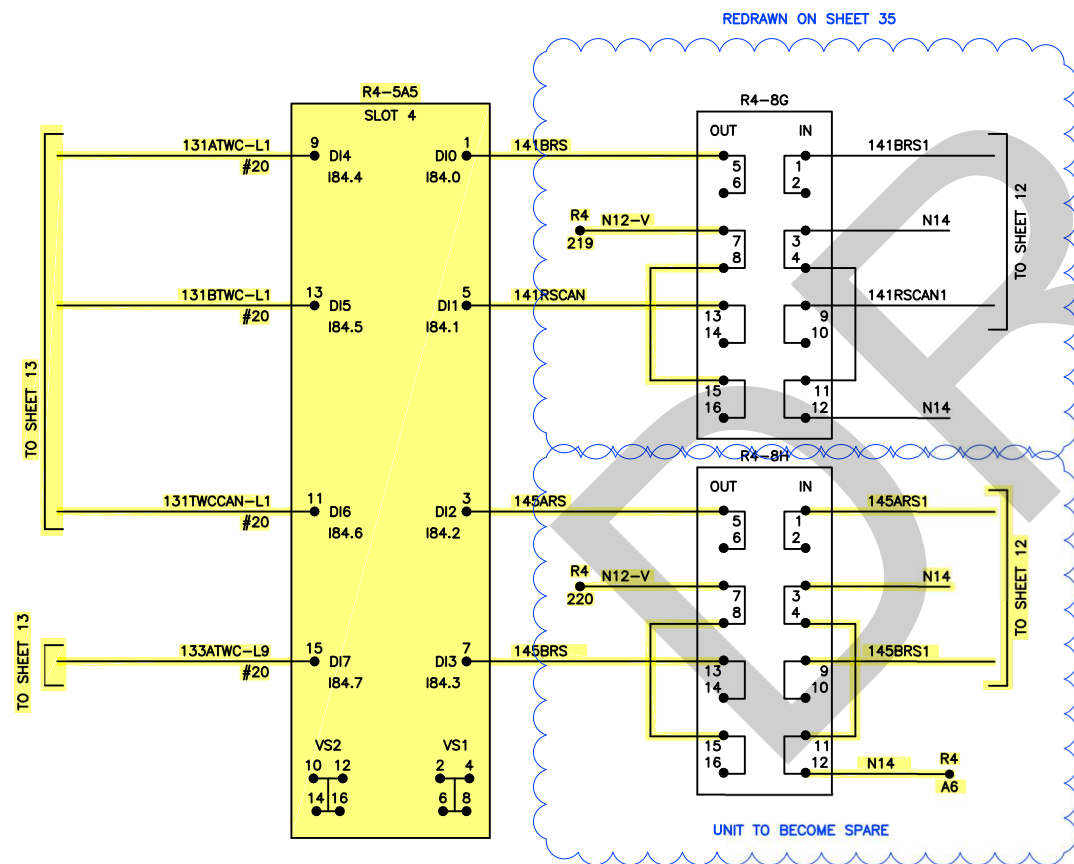 REDRAWN ON SHEET 35
R4-5A5
SLOT 4
R4-8G
OUT IN
131ATWC-L1 9 DI4 DI0 1 141BRS 141BRS1
#20 I84.4 I84.0 5 1
6 2
R4 N12-V N14
219 7 3
8 4
131BTWC-L1 13 DI5 DI1 5 141RSCAN 141RSCAN1
#20 I84.5 I84.1 13 9
14 10
15 11
16 12 N14
TO SHEET 12
TO SHEET 13
R4-8H
OUT IN
131TWCCAN-L1 11 DI6 DI2 3 145ARS 145ARS1
#20 I84.6 I84.2 5 1
6 2
R4 N12-V N14
220 7 3
8 4
TO SHEET 12
TO SHEET 13
133ATWC-L9 15 DI7 DI3 7 145BRS 145BRS1
#20 I84.7 I84.3 13 9
14 10
15 11
16 12 N14 R4
A6
VS2 VS1
10 12 2 4
14 16 6 8
UNIT TO BECOME SPARE
DR